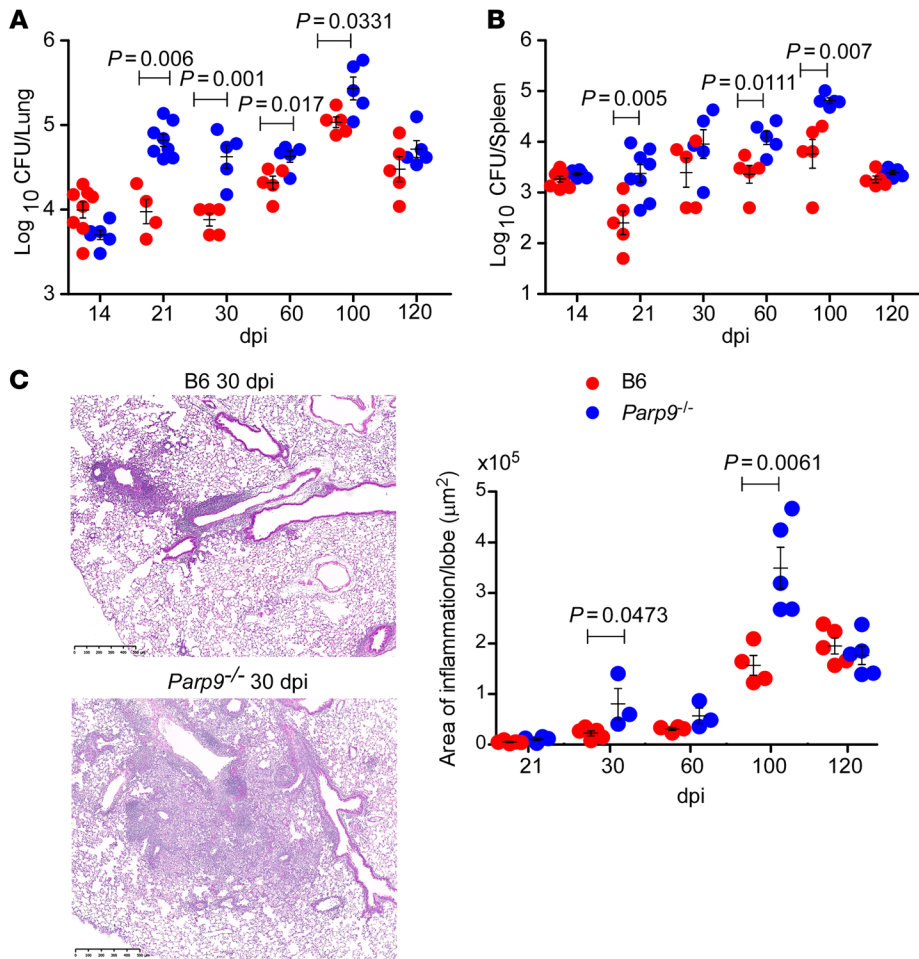 A
P = 0.0331
P = 0.006
P = 0.001
P = 0.017
6
5
4
3
Log10 CFU/Lung
14 21 30 60 100 120
dpi
B
P = 0.007
P = 0.0111
P = 0.005
6
5
4
3
2
1
Log10 CFU/Spleen
14 21 30 60 100 120
dpi
C
B6 30 dpi
Parp9-/- 30 dpi
B6
Parp9-/-
x10^5
P = 0.0061
P = 0.0473
5
4
3
2
1
0
Area of inflammation/lobe (μm²)
21 30 60 100 120
dpi